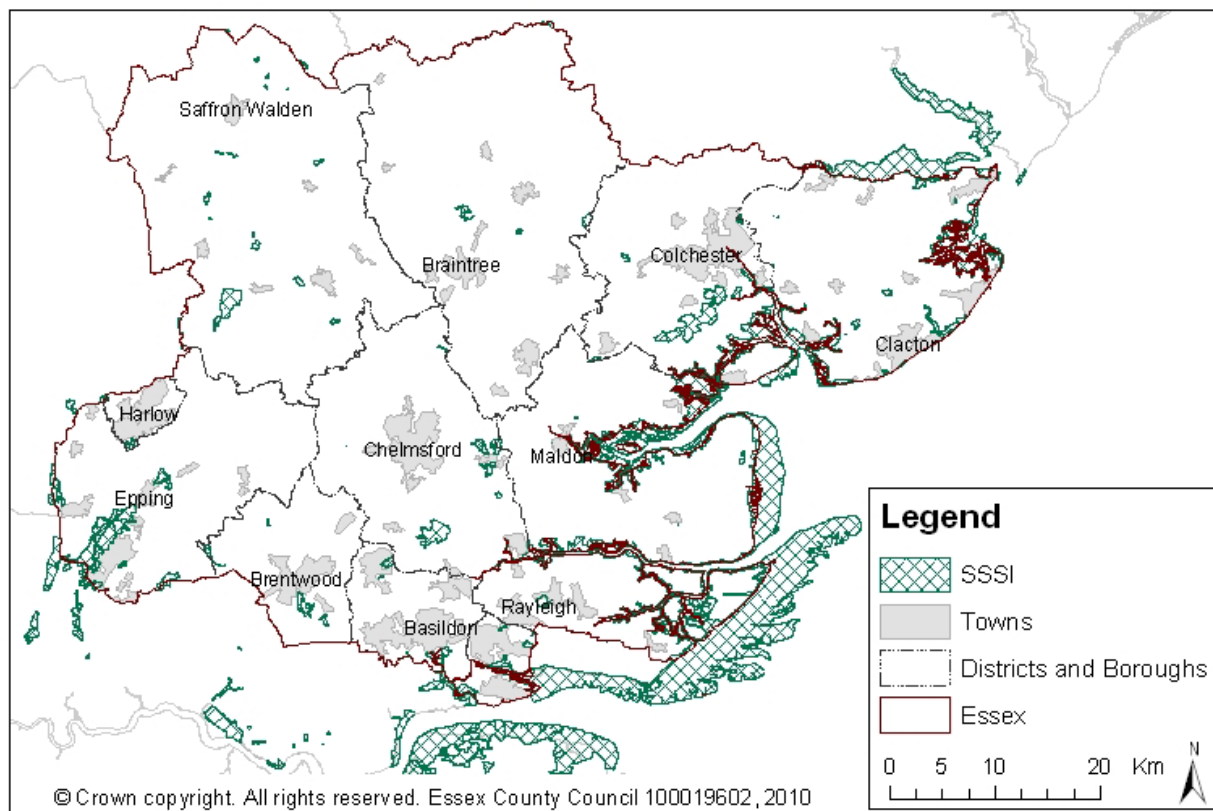 Saffron Walden
Braintree
Colchester
Clacton
Harlow
Chelmsford
Maldon
Epping
Brentwood
Rayleigh
Basildon
Legend
SSSI
Towns
Districts and Boroughs
Essex
0 5 10 20 Km
N
© Crown copyright. All rights reserved. Essex County Council 100019602, 2010